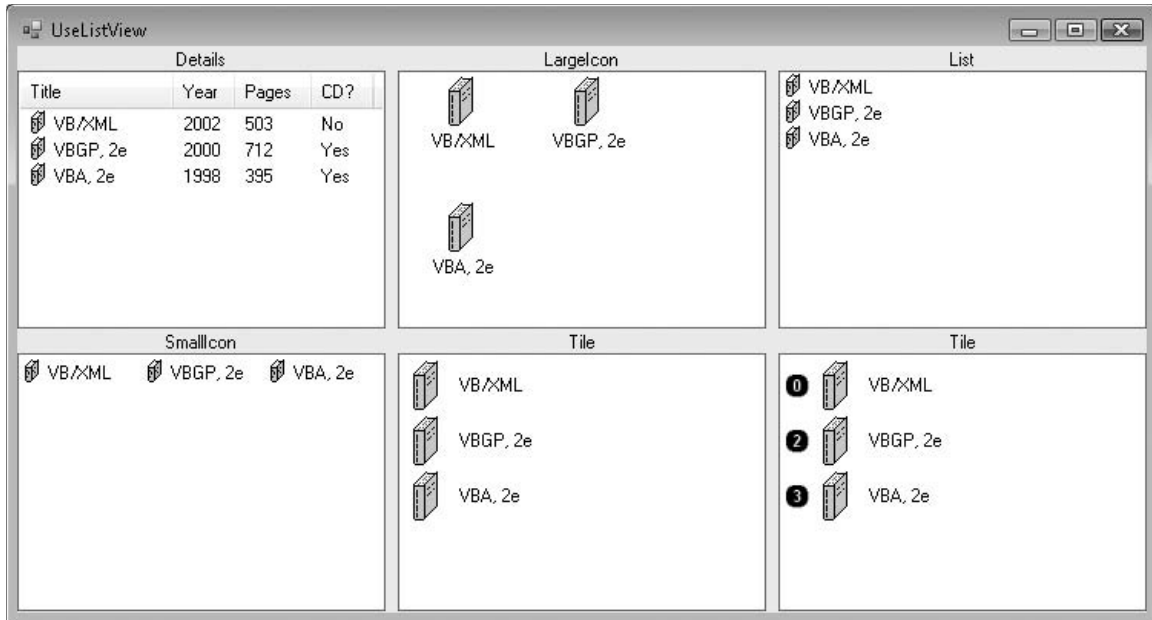 UseListView
Details
Title Year Pages CD?
VB/XML 2002 503 No
VBGP, 2e 2000 712 Yes
VBA, 2e 1998 395 Yes
LargeIcon
VB/XML VBGP, 2e
VBA, 2e
List
VB/XML
VBGP, 2e
VBA, 2e
SmallIcon
VB/XML VBGP, 2e VBA, 2e
Tile
VB/XML
VBGP, 2e
VBA, 2e
Tile
0 VB/XML
2 VBGP, 2e
3 VBA, 2e